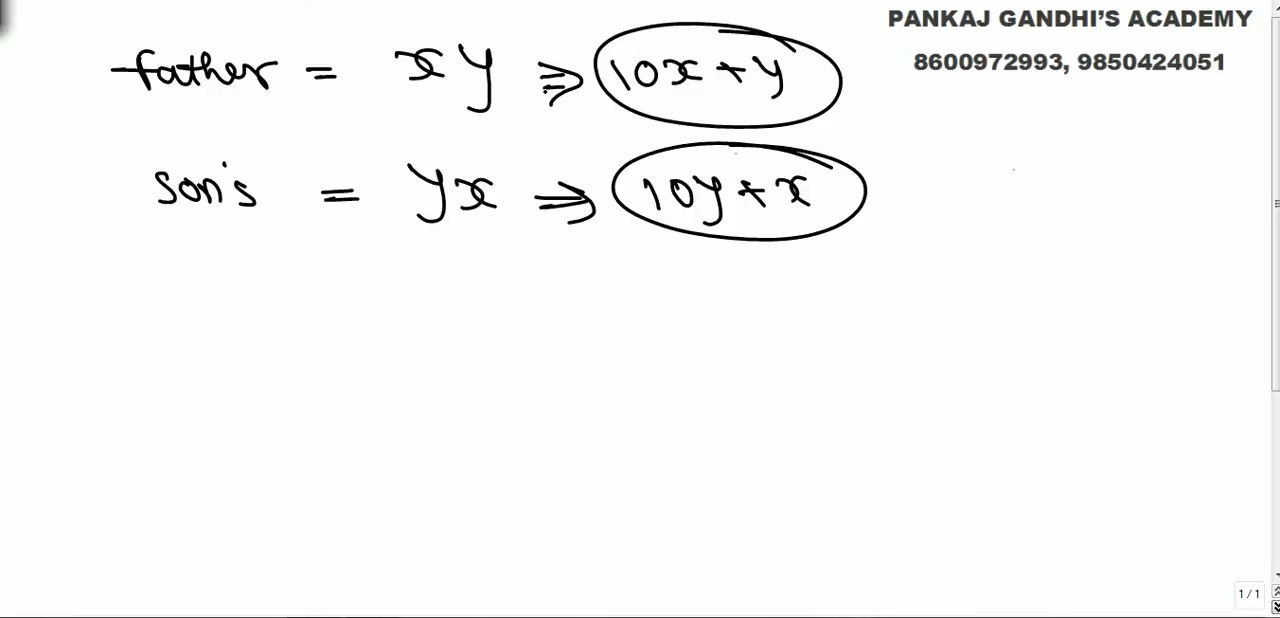 PANKAJ GANDHI'S ACADEMY
8600972993, 9850424051
father = xy ⇒ 10x + y
son's = yx ⇒ 10y + x
1 / 1